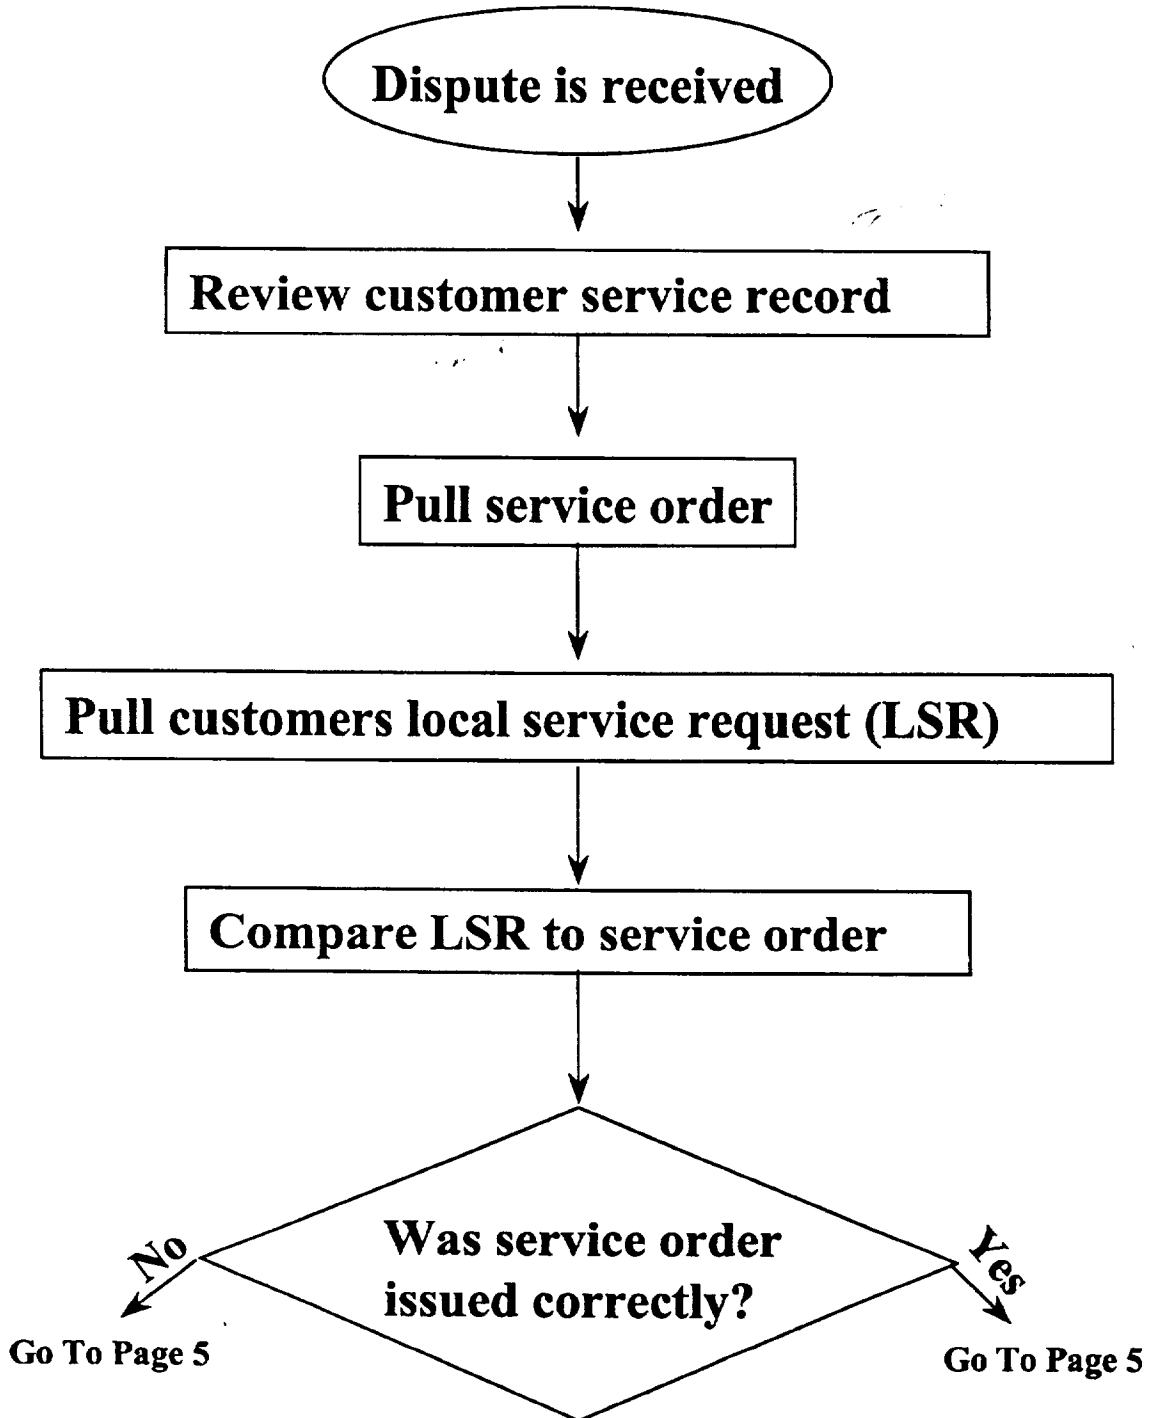 Dispute is received
Review customer service record
Pull service order
Pull customers local service request (LSR)
Compare LSR to service order
Was service order
issued correctly?
No
Yes
Go To Page 5
Go To Page 5